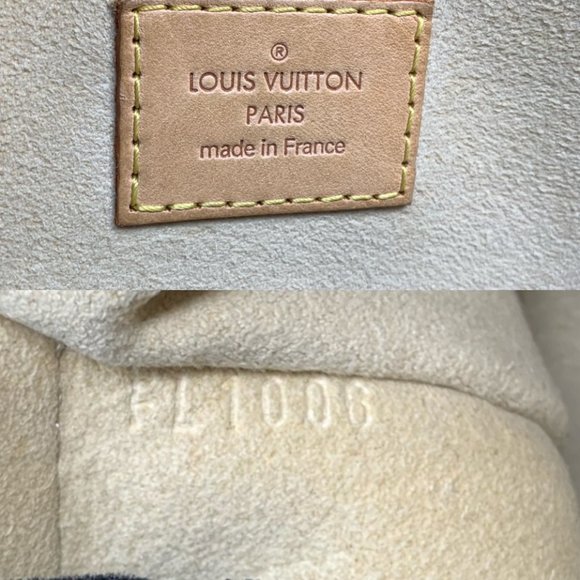 ®
LOUIS VUITTON
PARIS
made in France
FL1006